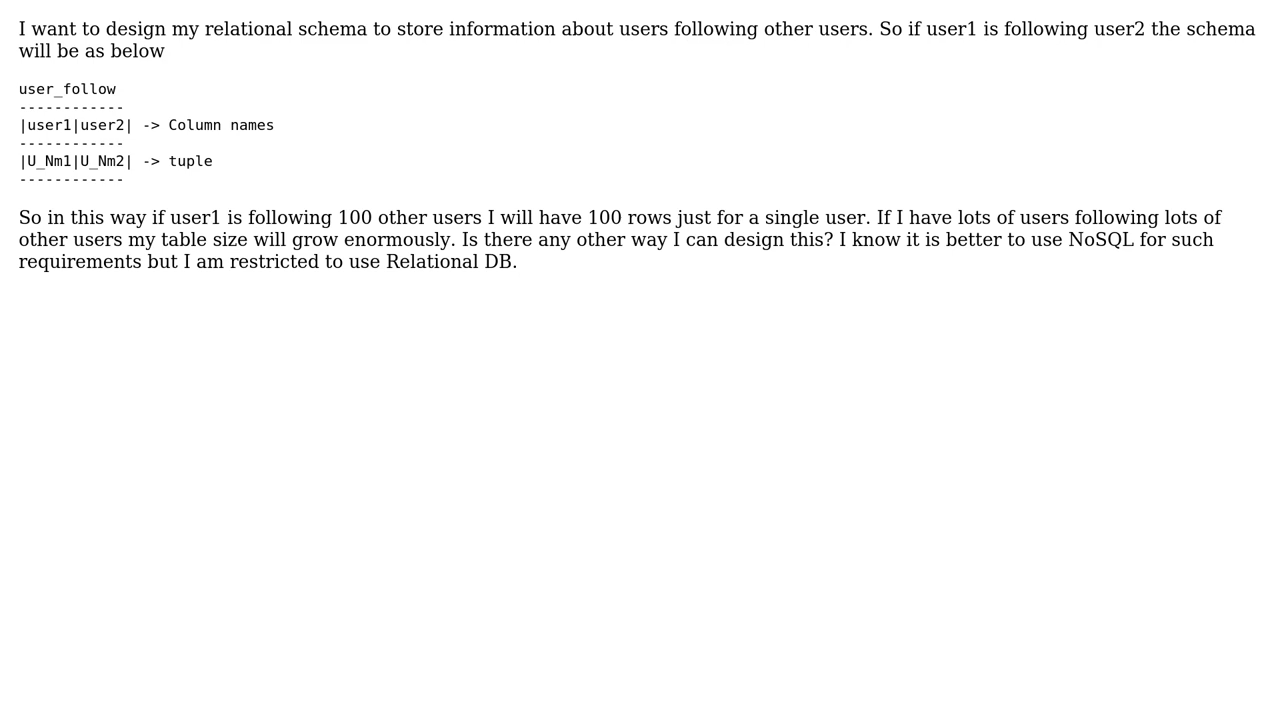 I want to design my relational schema to store information about users following other users. So if user1 is following user2 the schema
will be as below
user_follow
------------
|user1|user2| -> Column names
------------
|U_Nm1|U_Nm2| -> tuple
------------
So in this way if user1 is following 100 other users I will have 100 rows just for a single user. If I have lots of users following lots of
other users my table size will grow enormously. Is there any other way I can design this? I know it is better to use NoSQL for such
requirements but I am restricted to use Relational DB.